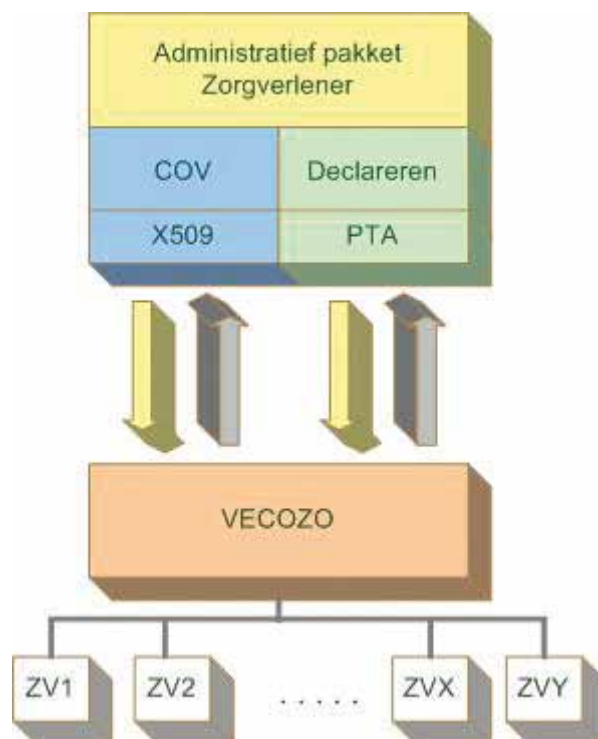 Administratief pakket
Zorgverlener
COV
Declareren
X509
PTA
VECOZO
ZV1
ZV2
. . . . .
ZVX
ZVY